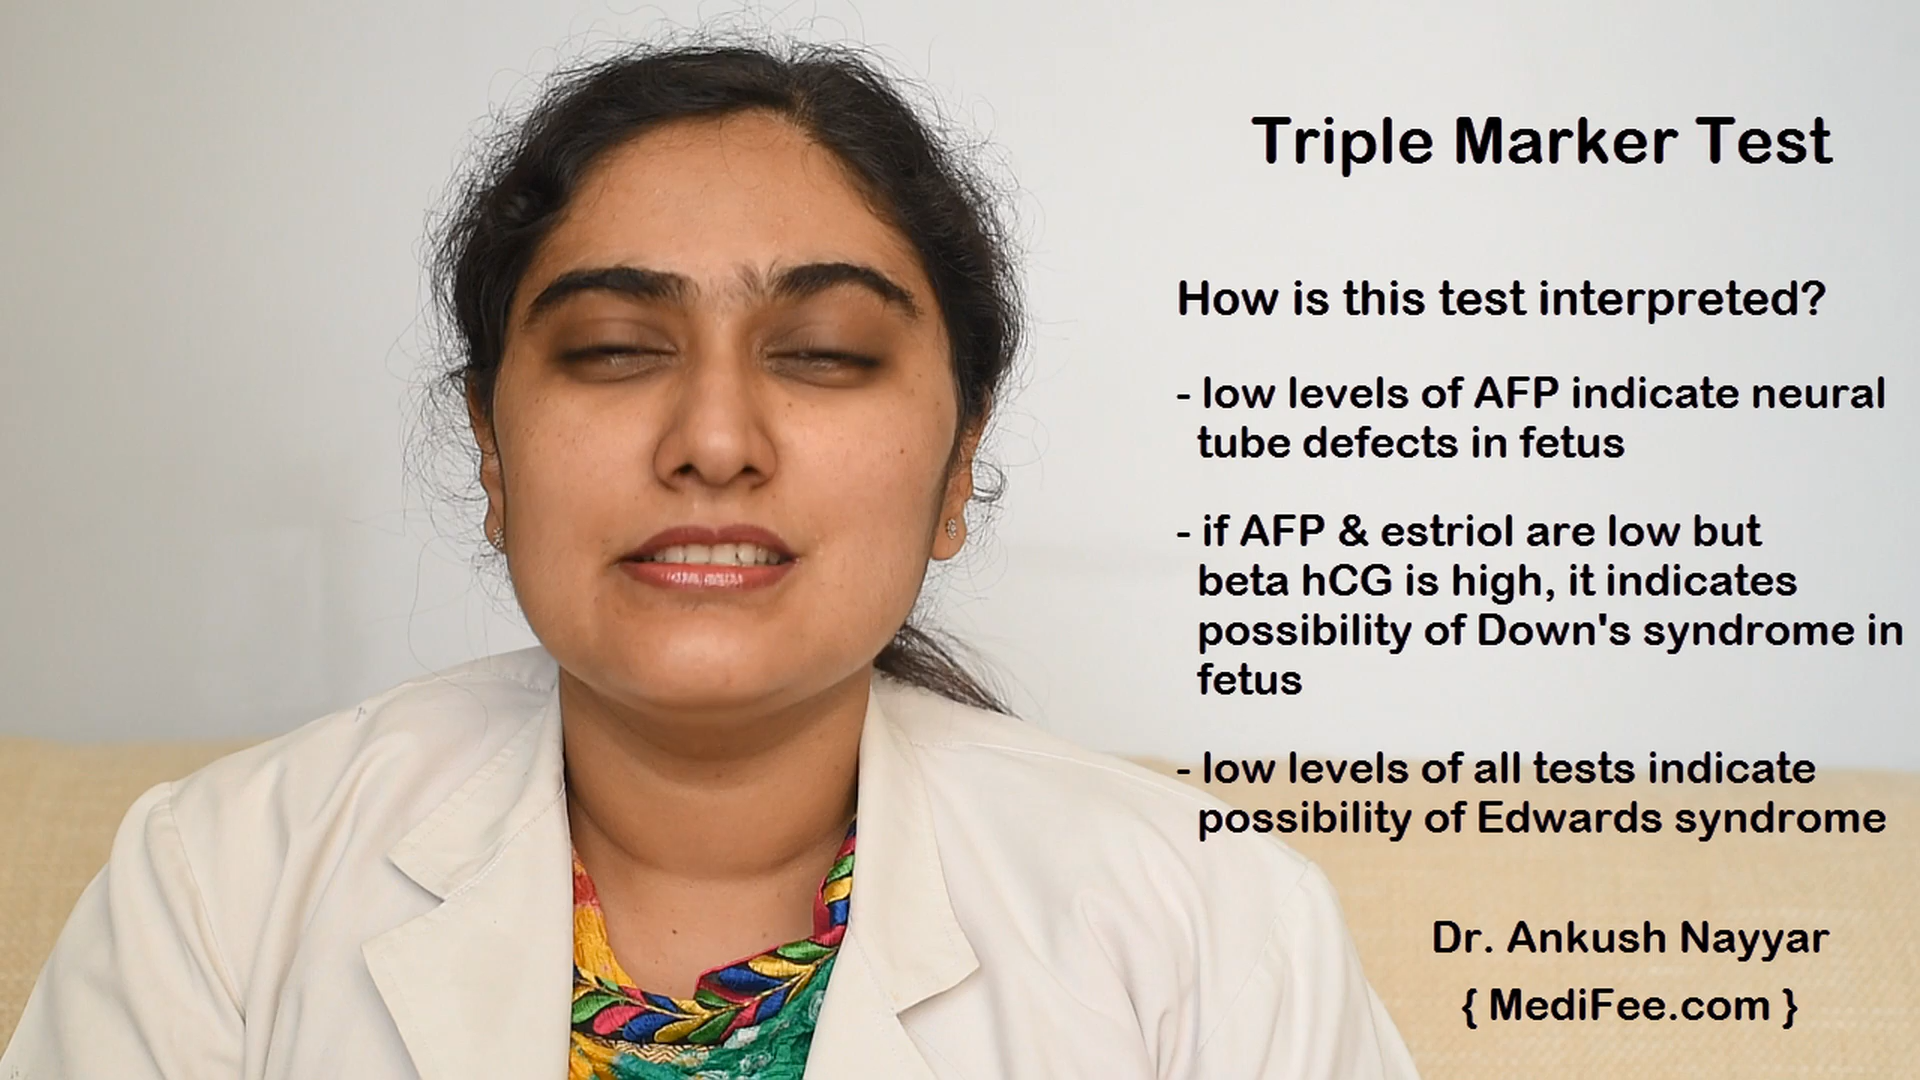 Triple Marker Test
How is this test interpreted?
- low levels of AFP indicate neural
tube defects in fetus
- if AFP & estriol are low but
beta hCG is high, it indicates
possibility of Down's syndrome in
fetus
- low levels of all tests indicate
possibility of Edwards syndrome
Dr. Ankush Nayyar
{ MediFee.com }